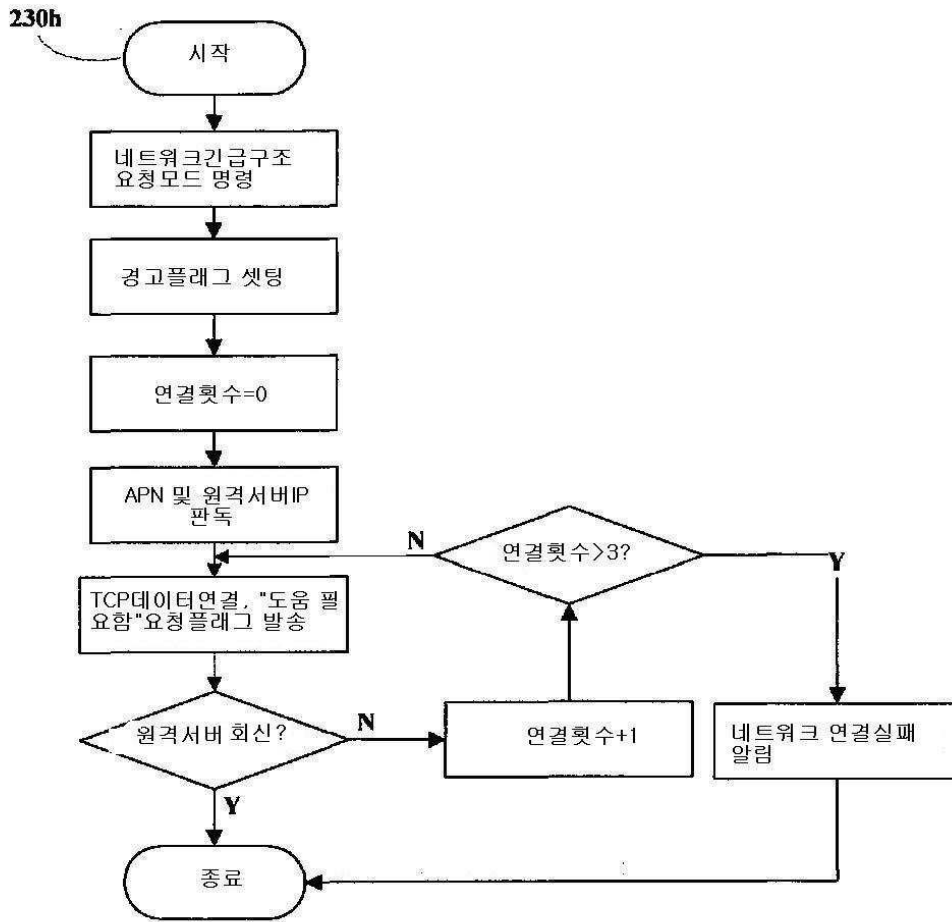 230h
시작
네트워크긴급구조
요청모드 명령
경고플래그 셋팅
연결횟수=0
APN 및 원격서버IP
판독
N
연결횟수>3?
Y
TCP데이터연결, "도움 필
요함"요청플래그 발송
원격서버 회신?
N
연결횟수+1
네트워크 연결실패
알림
Y
종료